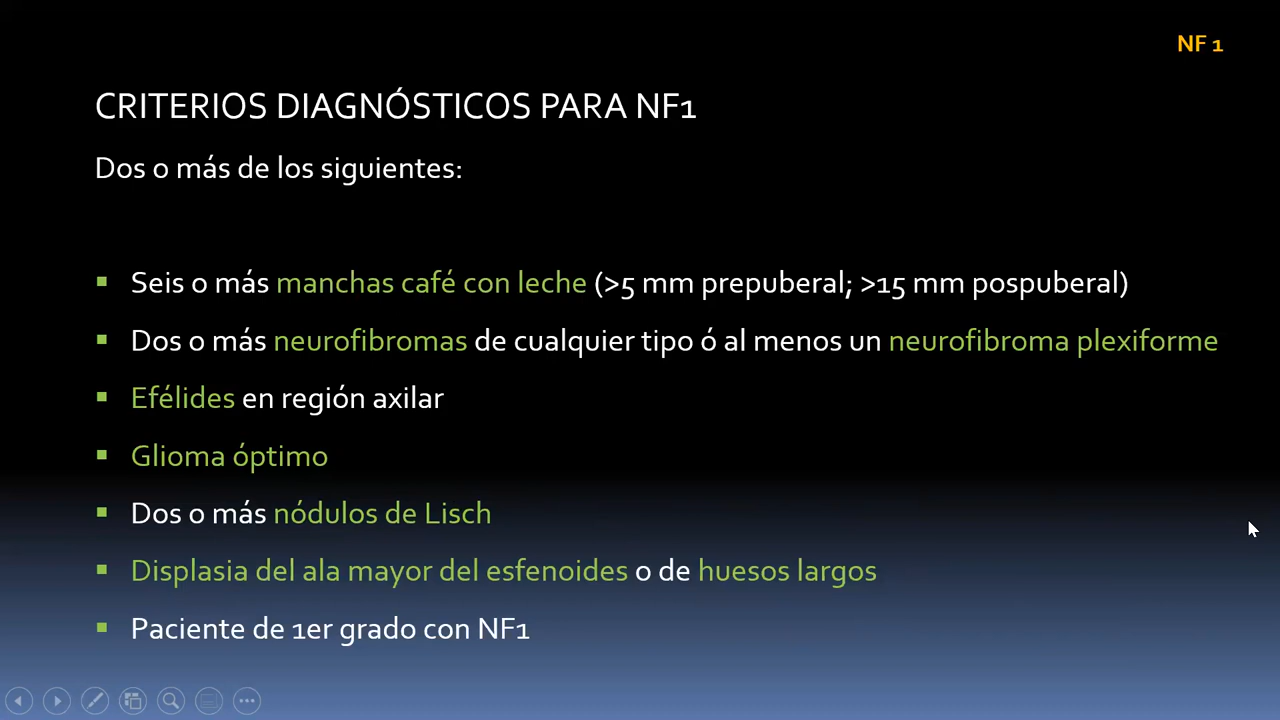 NF 1
CRITERIOS DIAGNÓSTICOS PARA NF1
Dos o más de los siguientes:
Seis o más manchas café con leche (>5 mm prepuberal; >15 mm pospuberal)
Dos o más neurofibromas de cualquier tipo ó al menos un neurofibroma plexiforme
Efélides en región axilar
Glioma óptimo
Dos o más nódulos de Lisch
Displasia del ala mayor del esfenoides o de huesos largos
Paciente de 1er grado con NF1